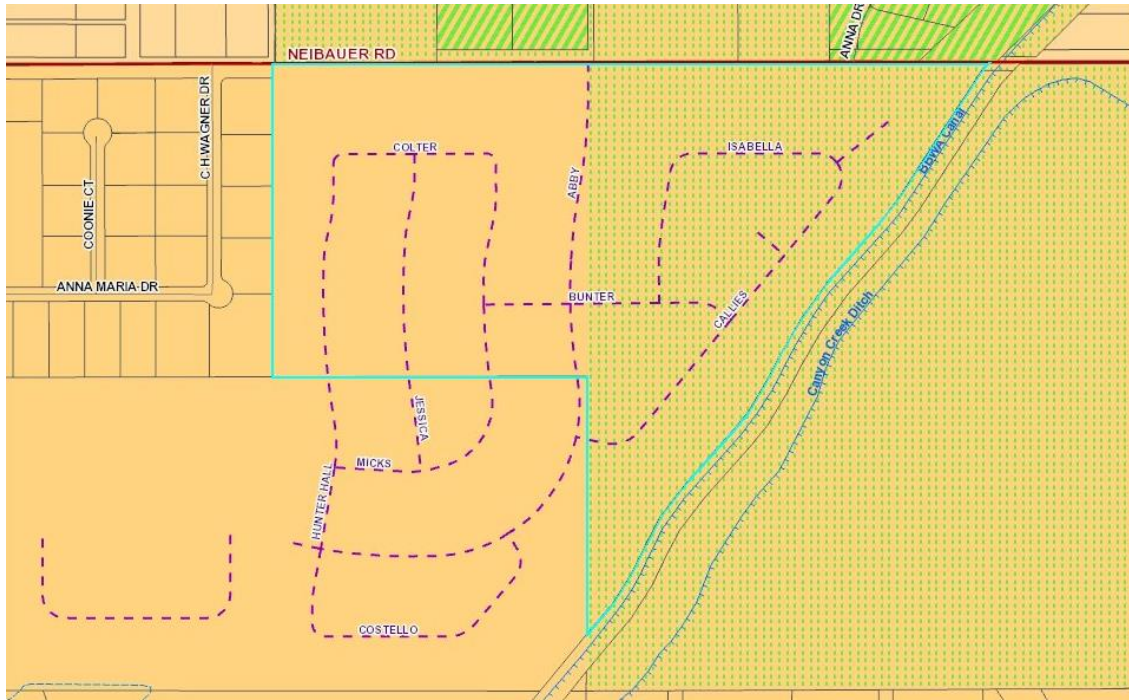 NEIBAUER RD
ANNA DR
C.H.WAGNER DR
COONIE CT
ANNA MARIA DR
COLTER
ABBY
ISABELLA
BBWA Canal
BUNTER
CALLIES
Canyon Creek Ditch
JESSICA
MICKS
HUNTER HALL
COSTELLO